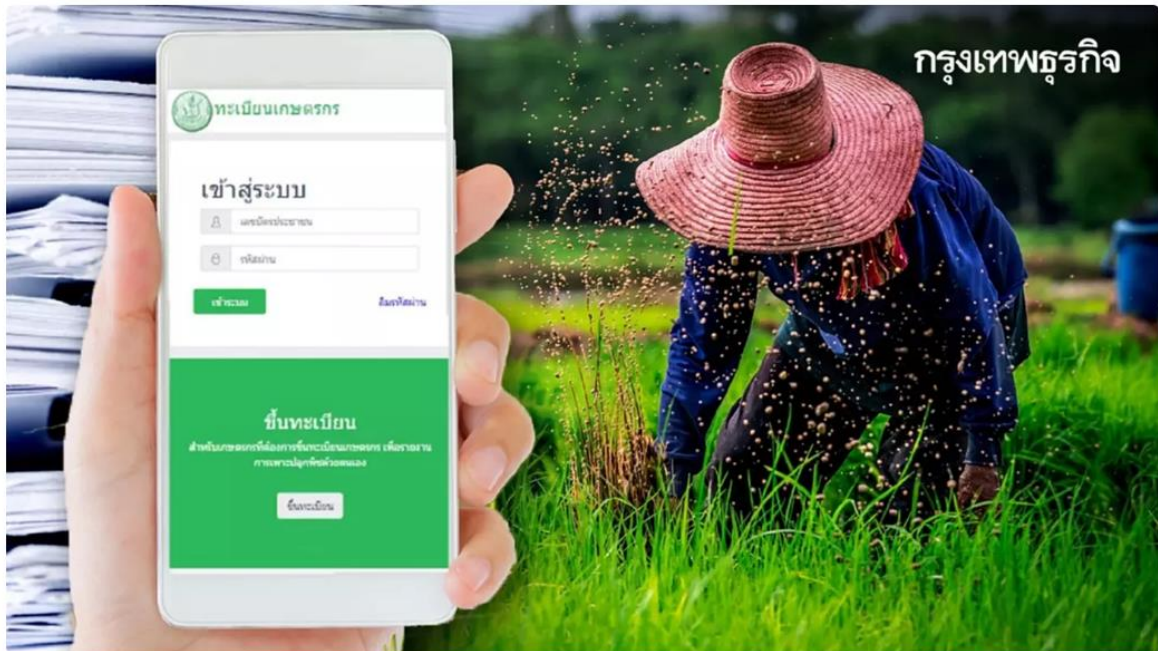 กรุงเทพธุรกิจ
ทะเบียนเกษตรกร
เข้าสู่ระบบ
เลขบัตรประชาชน
รหัสผ่าน
เข้าระบบ
ลืมรหัสผ่าน
ขึ้นทะเบียน
สำหรับเกษตรกรที่ต้องการขึ้นทะเบียนเกษตรกร เพื่อรายงาน
การเพาะปลูกพืชด้วยตนเอง
ขึ้นทะเบียน